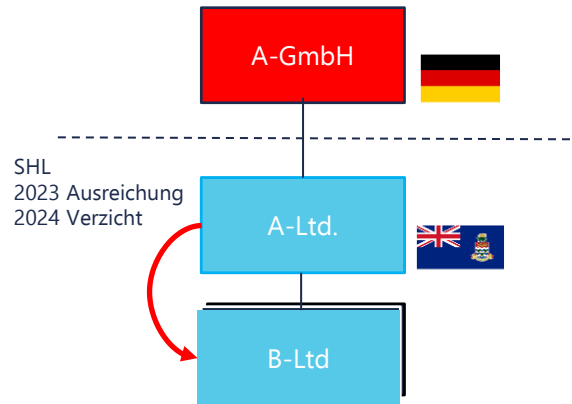 A-GmbH
SHL
2023 Ausreichung
2024 Verzicht
A-Ltd.
B-Ltd